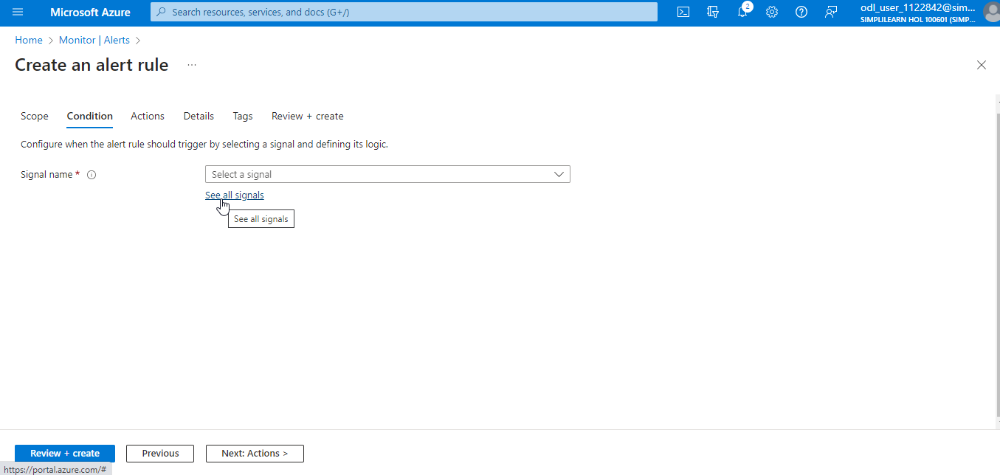 Microsoft Azure
Search resources, services, and docs (G+/)
2
odl_user_1122842@sim...
SIMPLILEARN HOL 100601 (SIMP...
Home > Monitor | Alerts >
Create an alert rule ...
Scope Condition Actions Details Tags Review + create
Configure when the alert rule should trigger by selecting a signal and defining its logic.
Signal name * Select a signal
See all signals
See all signals
Review + create Previous Next: Actions >
https://portal.azure.com/#